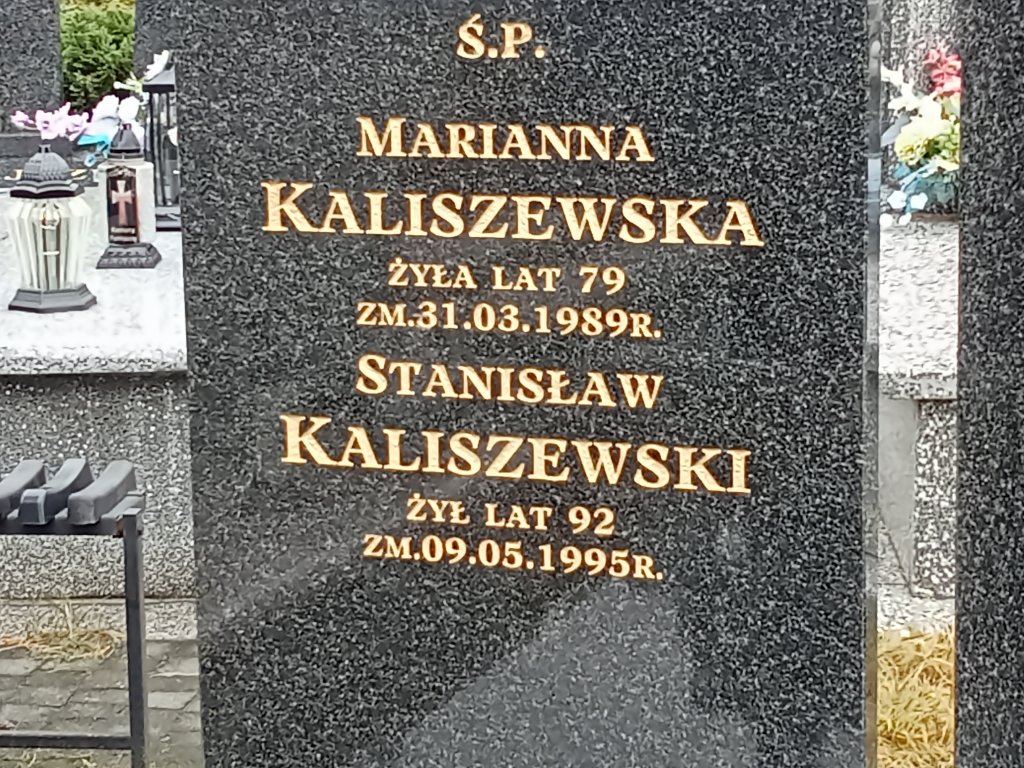 Ś.P.
MARIANNA
KALISZEWSKA
ŻYŁA LAT 79
ZM.31.03.1989R.
STANISŁAW
KALISZEWSKI
ŻYŁ LAT 92
ZM.09.05.1995R.